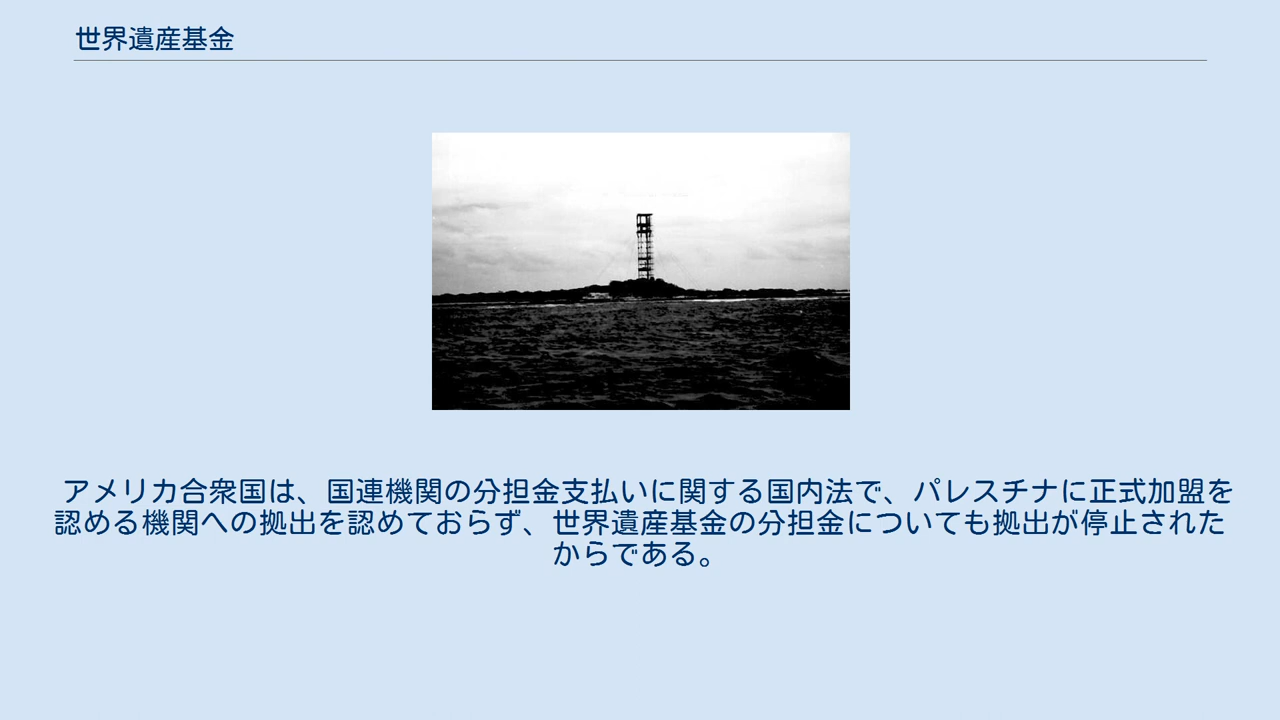 世界遺産基金
アメリカ合衆国は、国連機関の分担金支払いに関する国内法で、パレスチナに正式加盟を
認める機関への拠出を認めておらず、世界遺産基金の分担金についても拠出が停止された
からである。